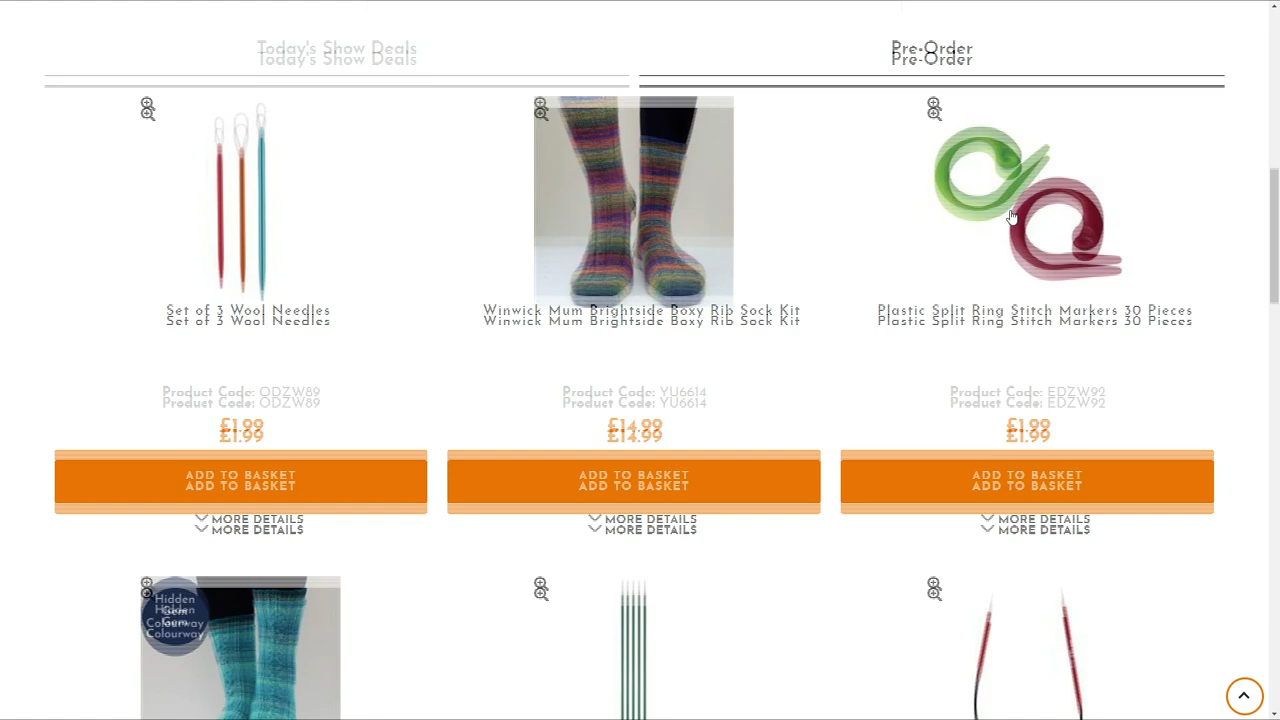 Today's Show Deals
Pre-Order
Set of 3 Wool Needles
Winwick Mum Brightside Boxy Rib Sock Kit
Plastic Split Ring Stitch Markers 30 Pieces
Product Code: ODZW89
Product Code: YU6614
Product Code: EDZW92
£1.99
£14.99
£1.99
ADD TO BASKET
ADD TO BASKET
ADD TO BASKET
MORE DETAILS
MORE DETAILS
MORE DETAILS
Hidden
Gem
Colourway